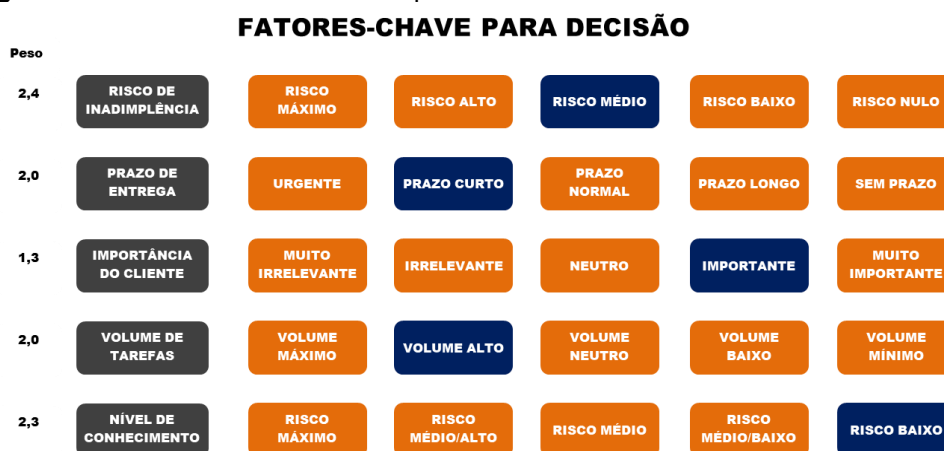 FATORES-CHAVE PARA DECISÃO
Peso
2,4
RISCO DE
INADIMPLÊNCIA
RISCO
MÁXIMO
RISCO ALTO
RISCO MÉDIO
RISCO BAIXO
RISCO NULO
2,0
PRAZO DE
ENTREGA
URGENTE
PRAZO CURTO
PRAZO
NORMAL
PRAZO LONGO
SEM PRAZO
1,3
IMPORTÂNCIA
DO CLIENTE
MUITO
IRRELEVANTE
IRRELEVANTE
NEUTRO
IMPORTANTE
MUITO
IMPORTANTE
2,0
VOLUME DE
TAREFAS
VOLUME
MÁXIMO
VOLUME ALTO
VOLUME
NEUTRO
VOLUME
BAIXO
VOLUME
MÍNIMO
2,3
NÍVEL DE
CONHECIMENTO
RISCO
MÁXIMO
RISCO
MÉDIO/ALTO
RISCO MÉDIO
RISCO
MÉDIO/BAIXO
RISCO BAIXO